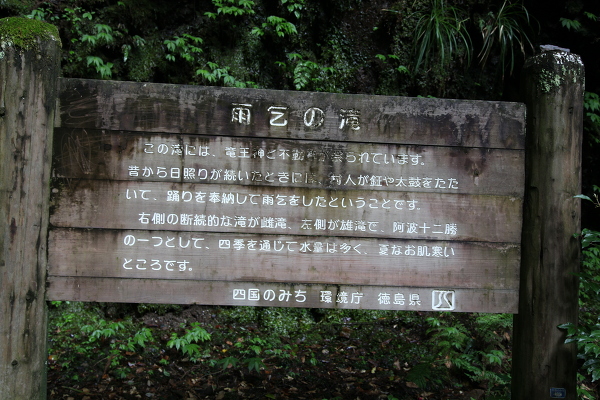 雨乞の滝
この滝には、竜王神と不動が祭られています。
昔から日照りが続いたときには、村人が鉦や太鼓をたた
いて、踊りを奉納して雨乞をしたということです。
右側の断続的な滝が雌滝、左側が雄滝で、阿波十二勝
の一つとして、四季を通じて水量は多く、夏なお肌寒い
ところです。
四国のみち 環境庁 徳島県